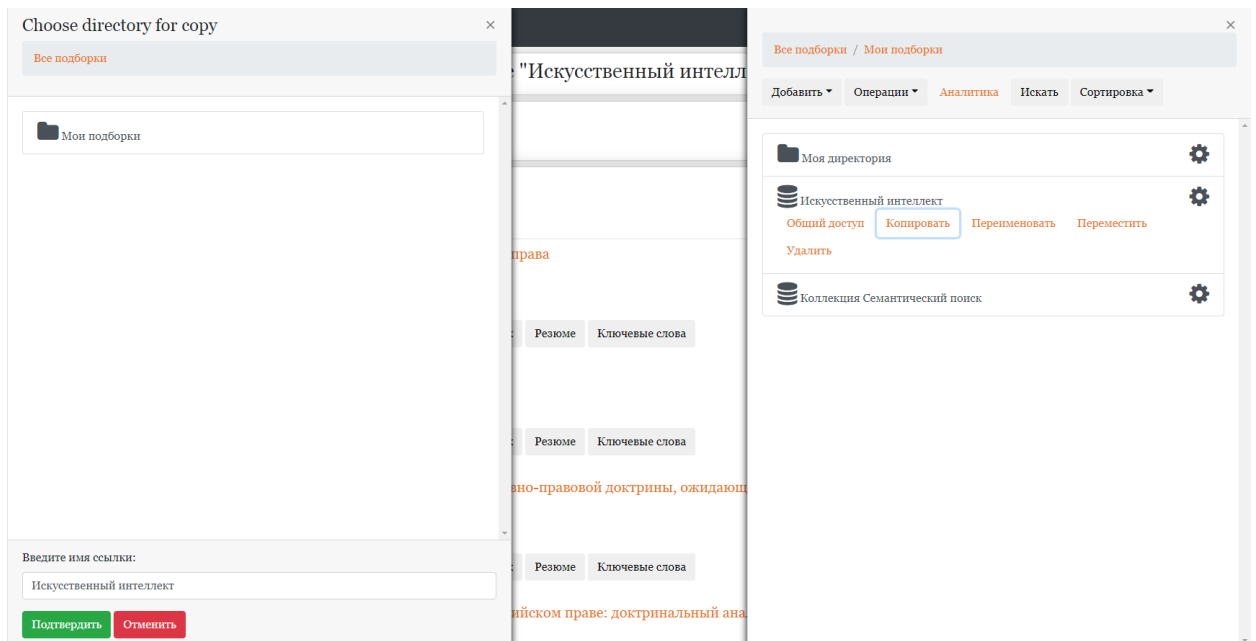 Choose directory for copy
×
Все подборки
Мои подборки
Введите имя ссылки:
Искусственный интеллект
Подтвердить
Отменить
"Искусственный интелл
права
Резюме
Ключевые слова
Резюме
Ключевые слова
вно-правовой доктрины, ожидающ
Резюме
Ключевые слова
ийском праве: доктринальный ана
×
Все подборки / Мои подборки
Добавить
Операции
Аналитика
Искать
Сортировка
Моя директория
Искусственный интеллект
Общий доступ
Копировать
Переименовать
Переместить
Удалить
Коллекция Семантический поиск